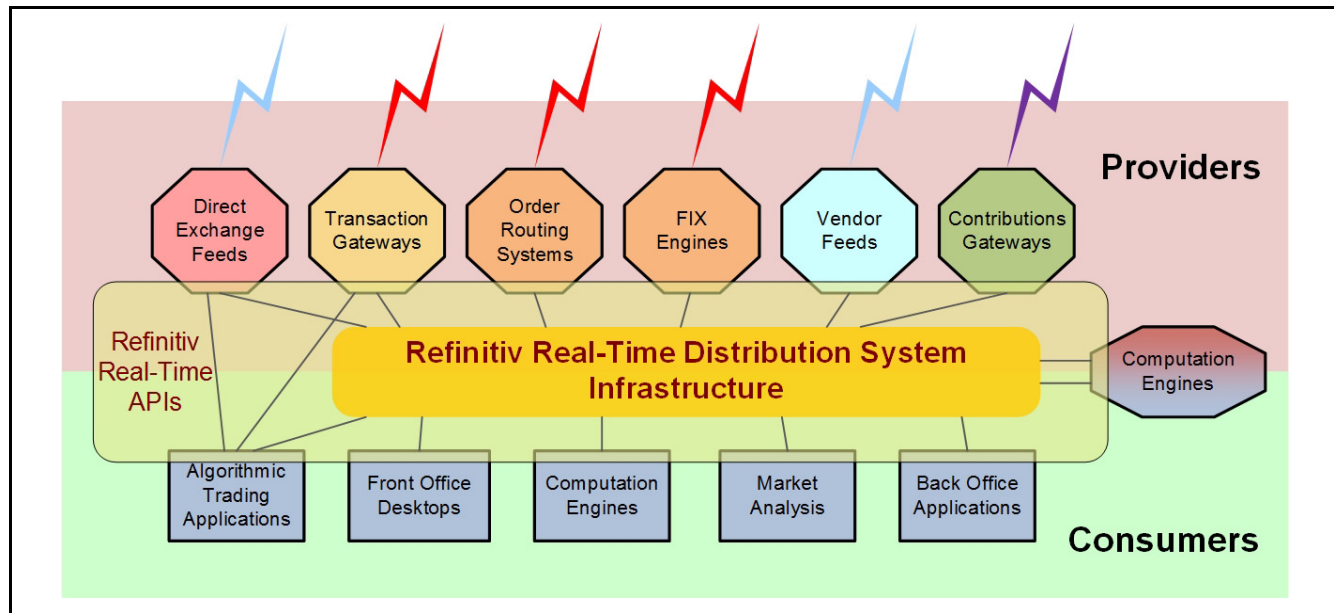 Providers
Direct
Exchange
Feeds
Transaction
Gateways
Order
Routing
Systems
FIX
Engines
Vendor
Feeds
Contributions
Gateways
Refinitiv
Real-Time
APIs
Refinitiv Real-Time Distribution System
Infrastructure
Computation
Engines
Algorithmic
Trading
Applications
Front Office
Desktops
Computation
Engines
Market
Analysis
Back Office
Applications
Consumers